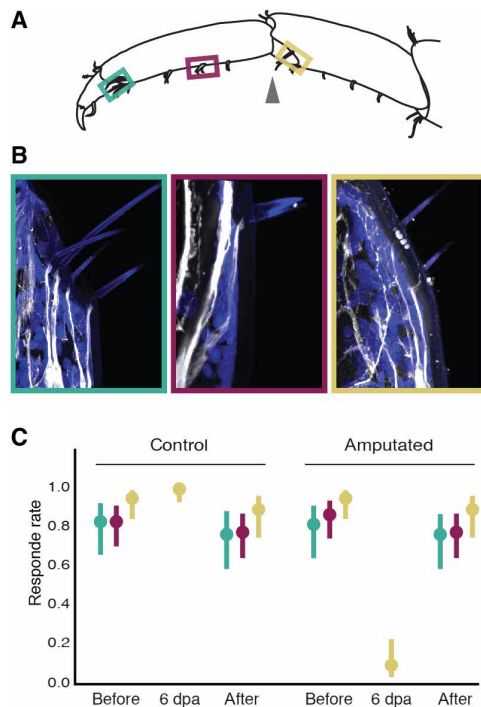 A
B
C
Control
Amputated
1.0
0.8
0.6
0.4
0.2
0.0
Responde rate
Before 6 dpa After Before 6 dpa After